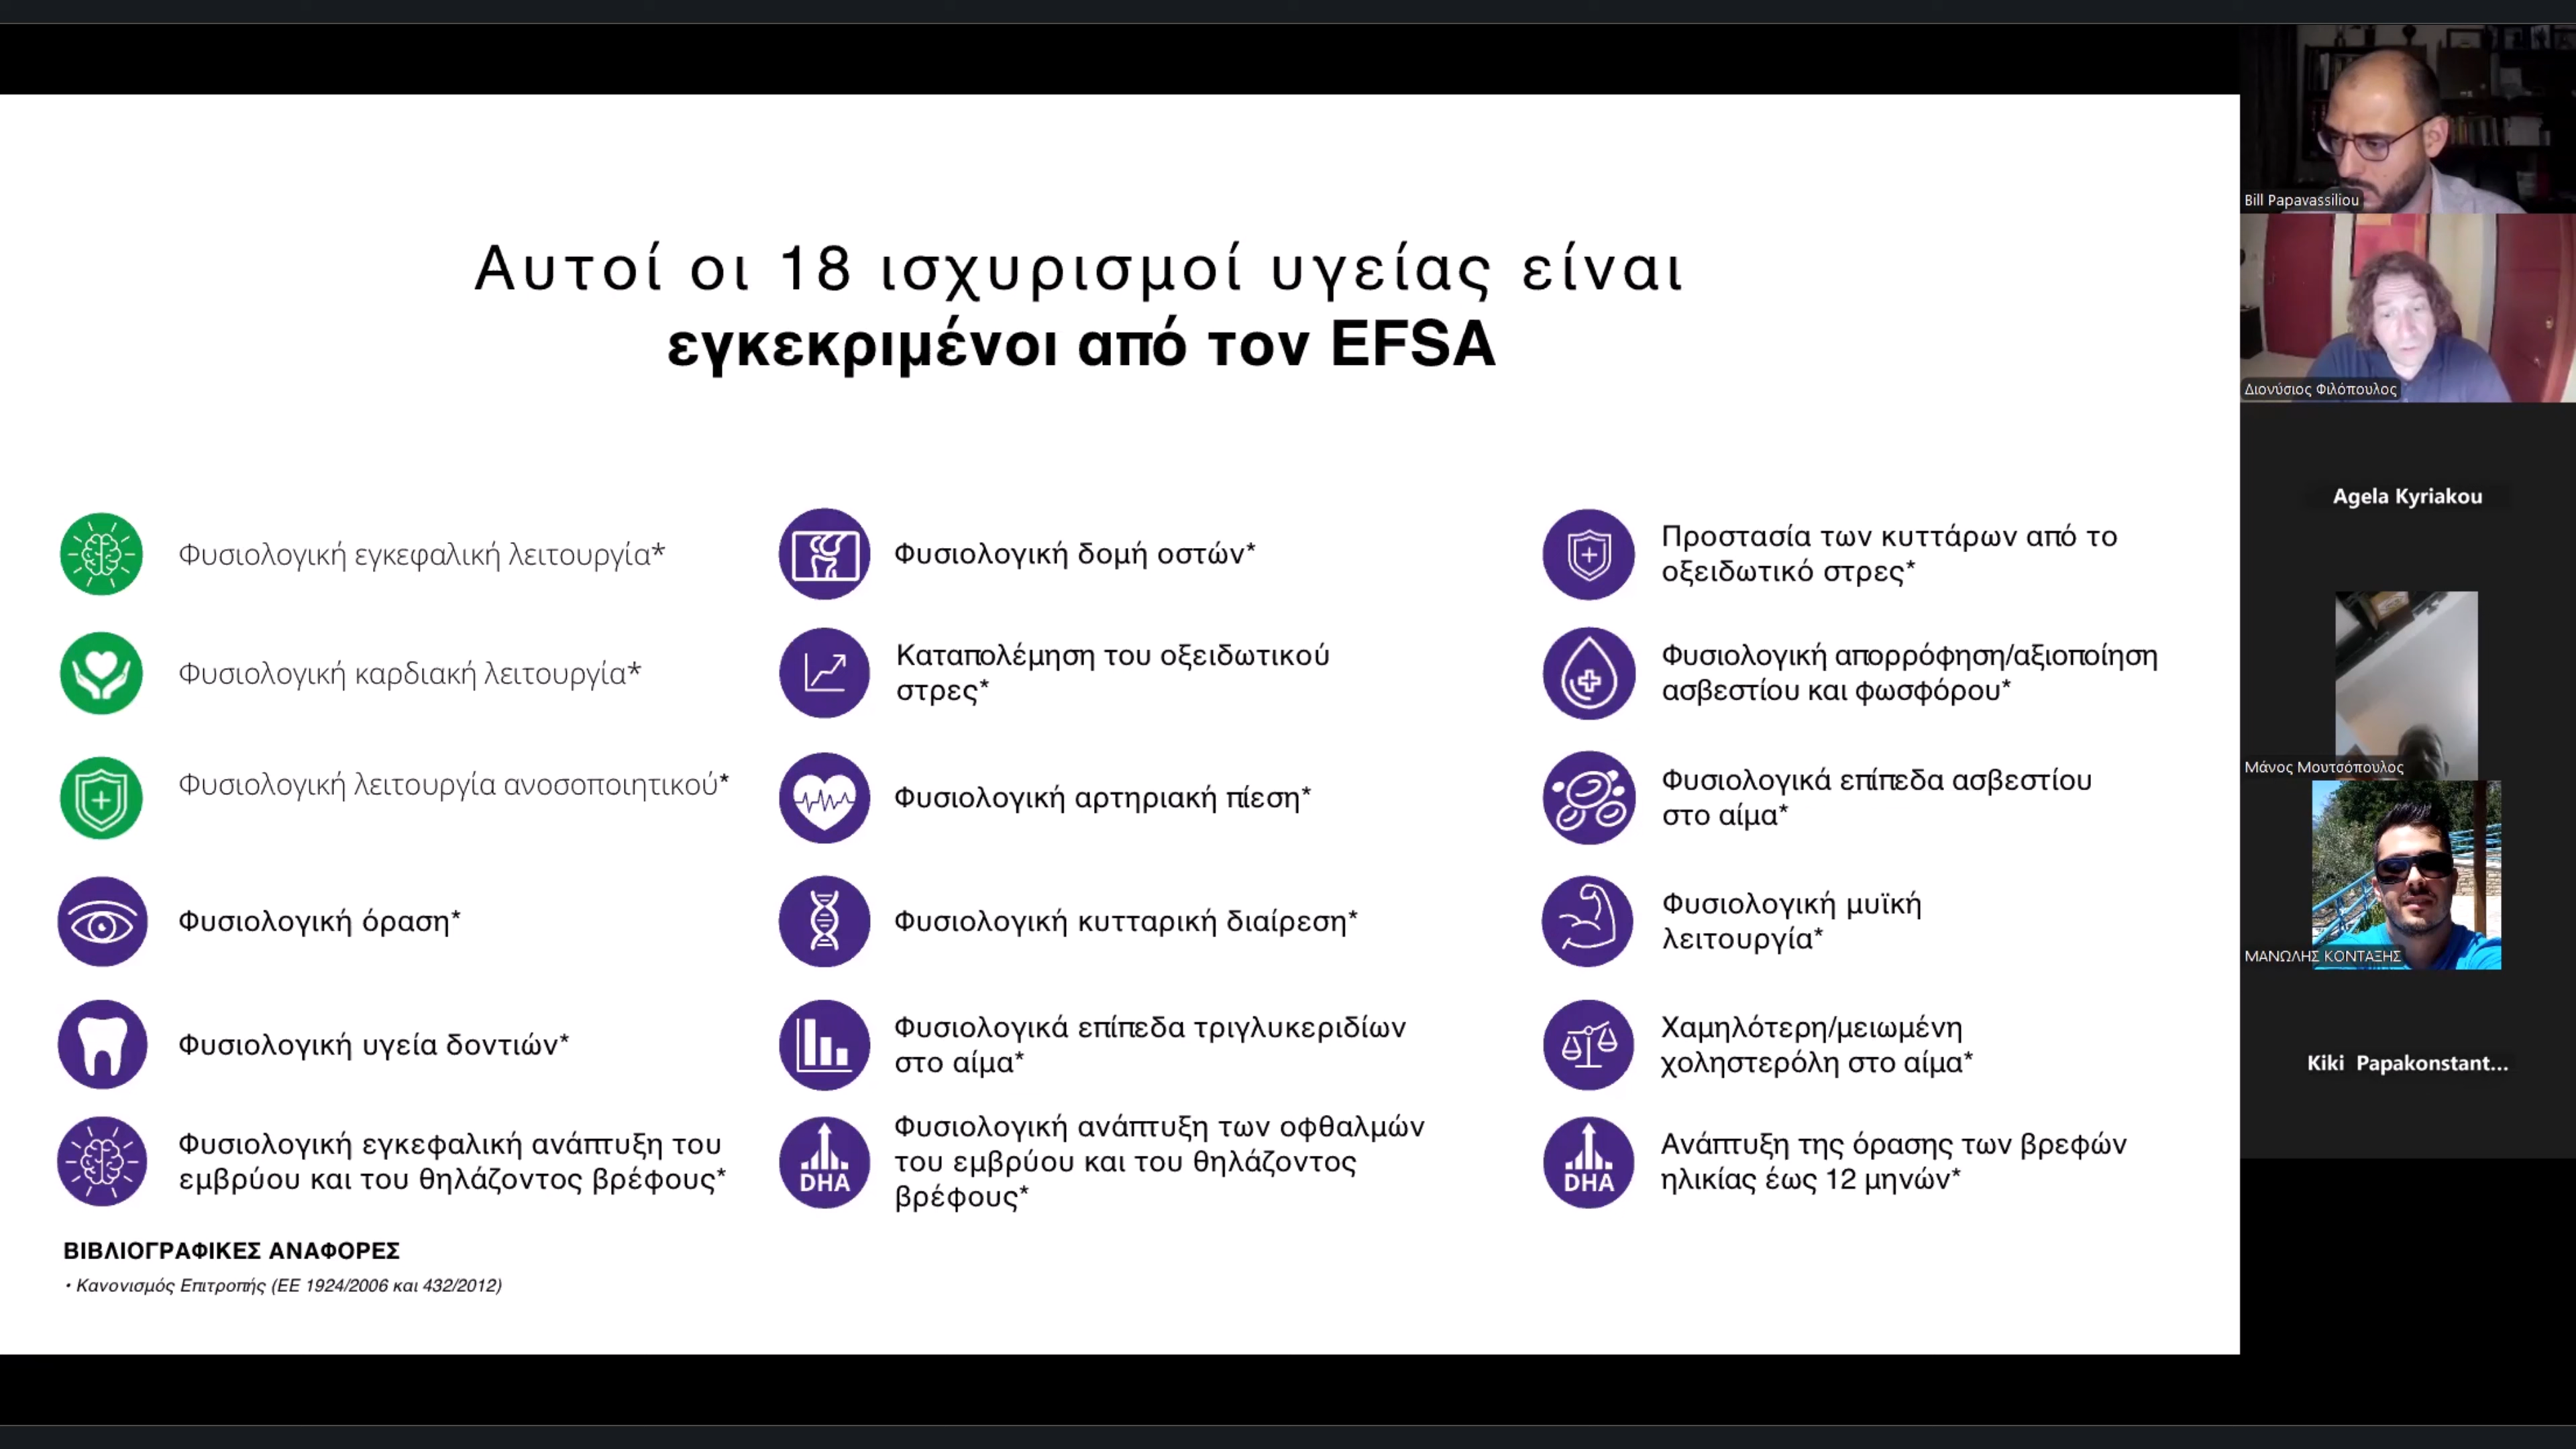 Αυτοί οι 18 ισχυρισμοί υγείας είναι
εγκεκριμένοι από τον EFSA
Φυσιολογική εγκεφαλική λειτουργία*
Φυσιολογική καρδιακή λειτουργία*
Φυσιολογική λειτουργία ανοσοποιητικού*
Φυσιολογική όραση*
Φυσιολογική υγεία δοντιών*
Φυσιολογική εγκεφαλική ανάπτυξη του
εμβρύου και του θηλάζοντος βρέφους*
Φυσιολογική δομή οστών*
Καταπολέμηση του οξειδωτικού
στρες*
Φυσιολογική αρτηριακή πίεση*
Φυσιολογική κυτταρική διαίρεση*
Φυσιολογικά επίπεδα τριγλυκεριδίων
στο αίμα*
DHA
Φυσιολογική ανάπτυξη των οφθαλμών
του εμβρύου και του θηλάζοντος
βρέφους*
Προστασία των κυττάρων από το
οξειδωτικό στρες*
Φυσιολογική απορρόφηση/αξιοποίηση
ασβεστίου και φωσφόρου*
Φυσιολογικά επίπεδα ασβεστίου
στο αίμα*
Φυσιολογική μυϊκή
λειτουργία*
Χαμηλότερη/μειωμένη
χοληστερόλη στο αίμα*
DHA
Ανάπτυξη της όρασης των βρεφών
ηλικίας έως 12 μηνών*
ΒΙΒΛΙΟΓΡΑΦΙΚΕΣ ΑΝΑΦΟΡΕΣ
• Κανονισμός Επιτροπής (ΕΕ 1924/2006 και 432/2012)
Bill Papavassiliou
Διονύσιος Φιλόπουλος
Agela Kyriakou
Μάνος Μουτσόπουλος
ΜΑΝΩΛΗΣ ΚΟΝΤΑΞΗΣ
Kiki Papakonstant...